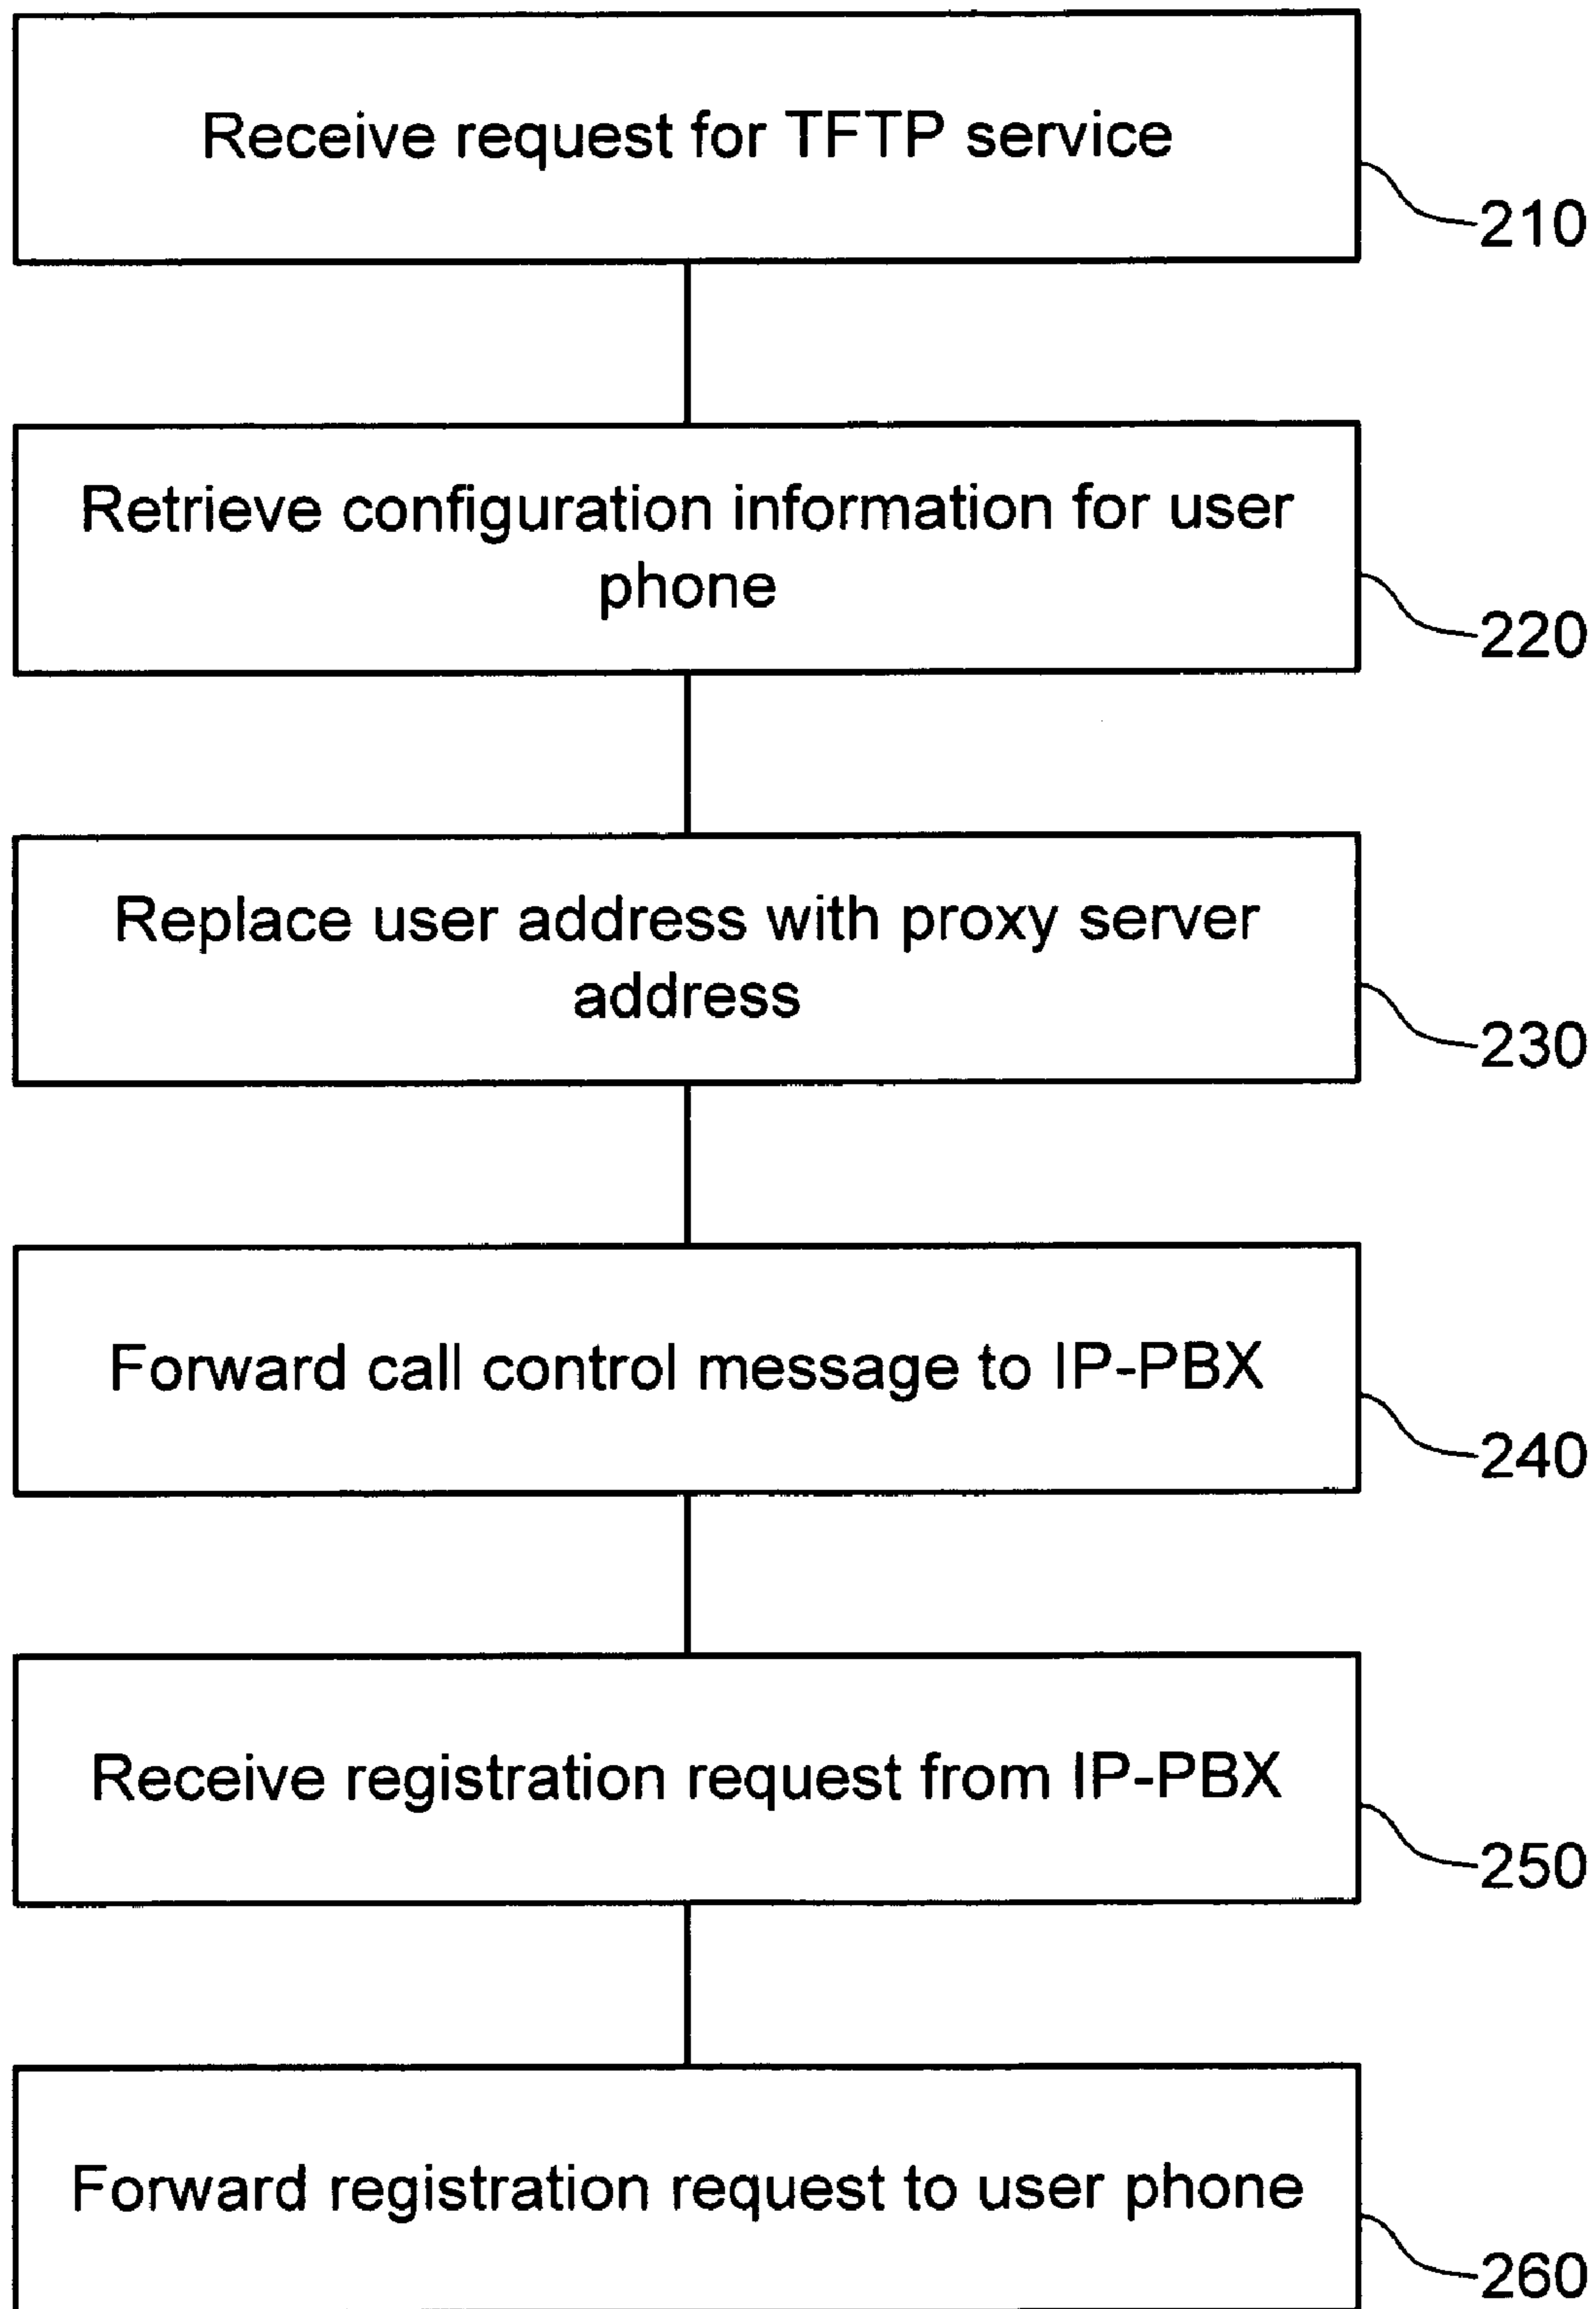 Receive request for TFTP service
210
Retrieve configuration information for user
phone
220
Replace user address with proxy server
address
230
Forward call control message to IP-PBX
240
Receive registration request from IP-PBX
250
Forward registration request to user phone
260